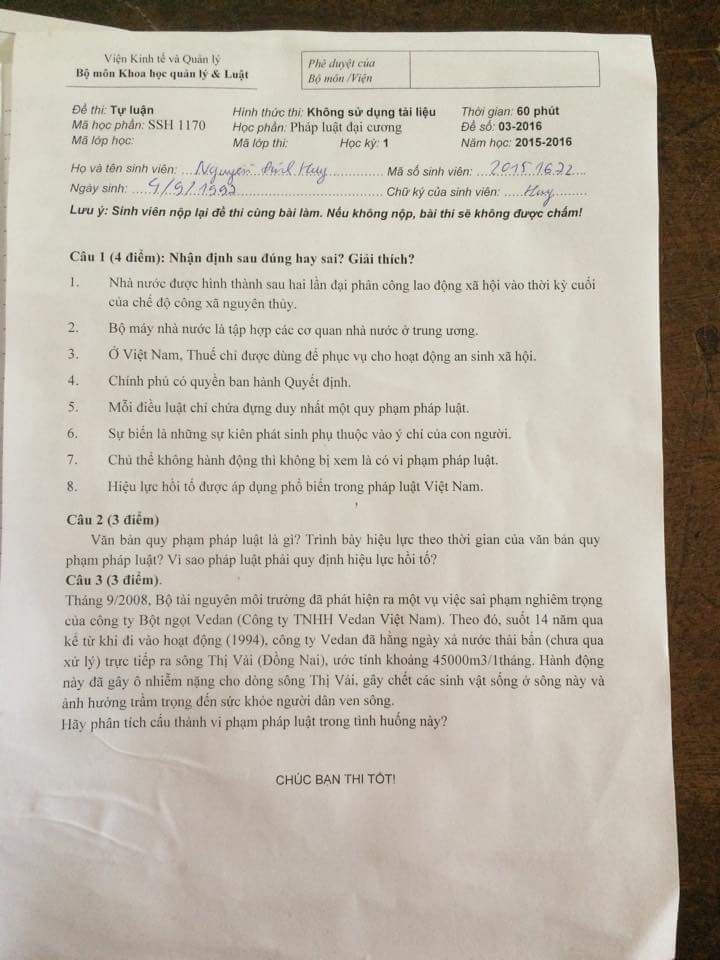 Viện Kinh tế và Quản lý
Bộ môn Khoa học quản lý & Luật
Phê duyệt của
Bộ môn /Viện
Đề thi: Tự luận Hình thức thi: Không sử dụng tài liệu Thời gian: 60 phút
Mã học phần: SSH 1170 Học phần: Pháp luật đại cương Đề số: 03-2016
Mã lớp học: Mã lớp thi: Học kỳ: 1 Năm học: 2015-2016
Họ và tên sinh viên: Nguyễn Đình Huy Mã số sinh viên: 20151672
Ngày sinh: 4/9/1997 Chữ ký của sinh viên: Huy
Lưu ý: Sinh viên nộp lại đề thi cùng bài làm. Nếu không nộp, bài thi sẽ không được chấm!
Câu 1 (4 điểm): Nhận định sau đúng hay sai? Giải thích?
1. Nhà nước được hình thành sau hai lần đại phân công lao động xã hội vào thời kỳ cuối
của chế độ công xã nguyên thủy.
2. Bộ máy nhà nước là tập hợp các cơ quan nhà nước ở trung ương.
3. Ở Việt Nam, Thuế chỉ được dùng để phục vụ cho hoạt động an sinh xã hội.
4. Chính phủ có quyền ban hành Quyết định.
5. Mỗi điều luật chỉ chứa đựng duy nhất một quy phạm pháp luật.
6. Sự biến là những sự kiên phát sinh phụ thuộc vào ý chí của con người.
7. Chủ thể không hành động thì không bị xem là có vi phạm pháp luật.
8. Hiệu lực hồi tố được áp dụng phổ biến trong pháp luật Việt Nam.
Câu 2 (3 điểm)
Văn bản quy phạm pháp luật là gì? Trình bày hiệu lực theo thời gian của văn bản quy
phạm pháp luật? Vì sao pháp luật phải quy định hiệu lực hồi tố?
Câu 3 (3 điểm).
Tháng 9/2008, Bộ tài nguyên môi trường đã phát hiện ra một vụ việc sai phạm nghiêm trọng
của công ty Bột ngọt Vedan (Công ty TNHH Vedan Việt Nam). Theo đó, suốt 14 năm qua
kể từ khi đi vào hoạt động (1994), công ty Vedan đã hằng ngày xả nước thải bẩn (chưa qua
xử lý) trực tiếp ra sông Thị Vải (Đồng Nai), ước tính khoảng 45000m3/1tháng. Hành động
này đã gây ô nhiễm nặng cho dòng sông Thị Vải, gây chết các sinh vật sống ở sông này và
ảnh hưởng trầm trọng đến sức khỏe người dân ven sông.
Hãy phân tích cấu thành vi phạm pháp luật trong tình huống này?
CHÚC BẠN THI TỐT!